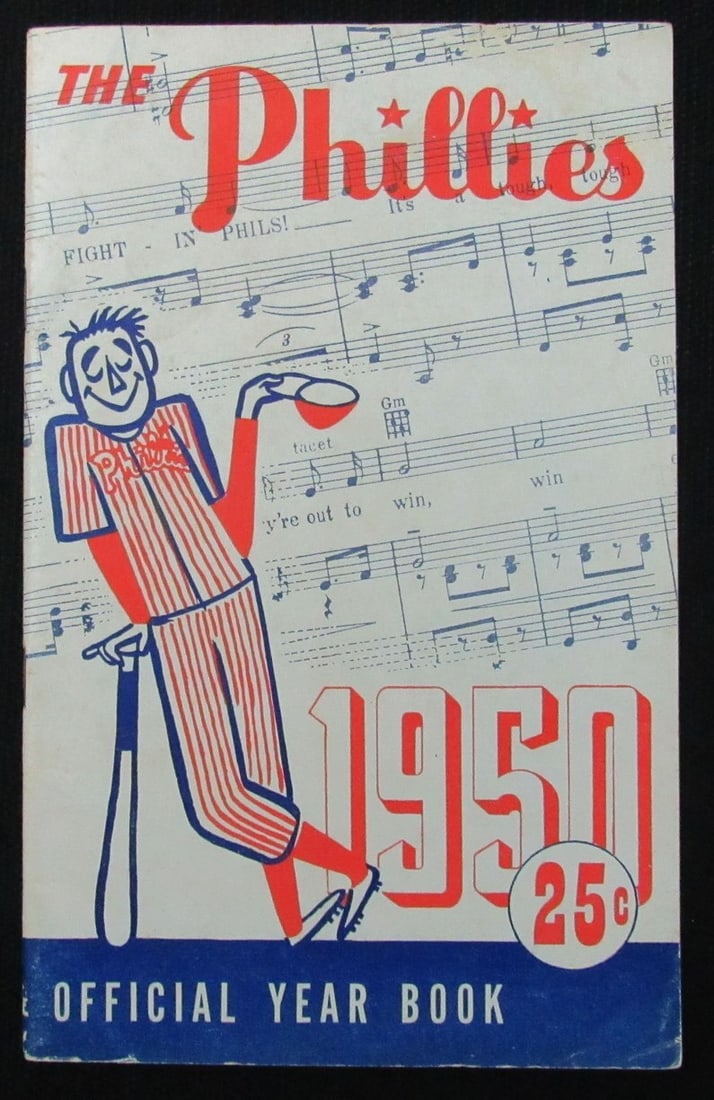 THE Phillies
FIGHT - IN PHILS! It's a tough, tough
3
Gm
Gm
tacet
y're out to win, win
Phillies
1950
25c
OFFICIAL YEAR BOOK